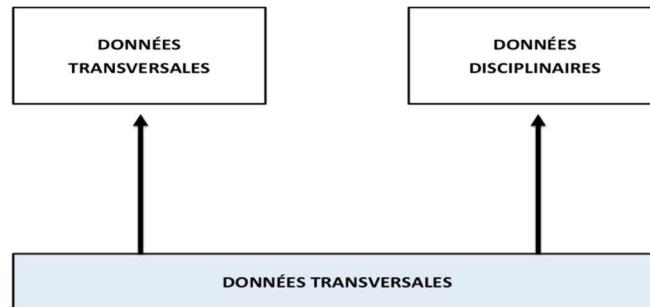 DONNÉES
TRANSVERSALES
DONNÉES
DISCIPLINAIRES
DONNÉES TRANSVERSALES